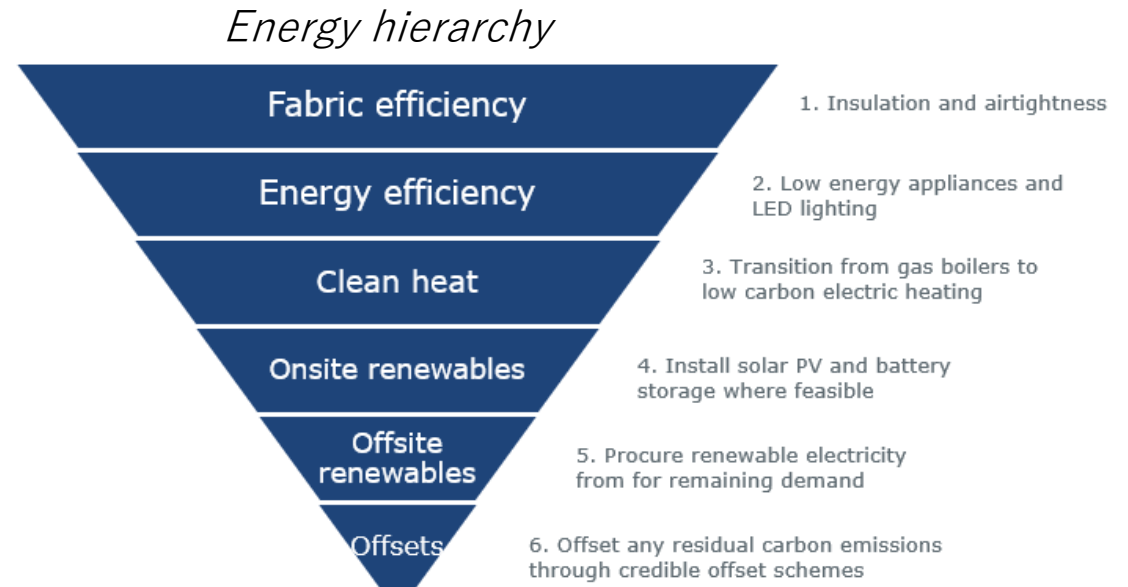 Energy hierarchy
Fabric efficiency
1. Insulation and airtightness
Energy efficiency
2. Low energy appliances and
LED lighting
Clean heat
3. Transition from gas boilers to
low carbon electric heating
Onsite renewables
4. Install solar PV and battery
storage where feasible
Offsite
renewables
5. Procure renewable electricity
from for remaining demand
Offsets
6. Offset any residual carbon emissions
through credible offset schemes